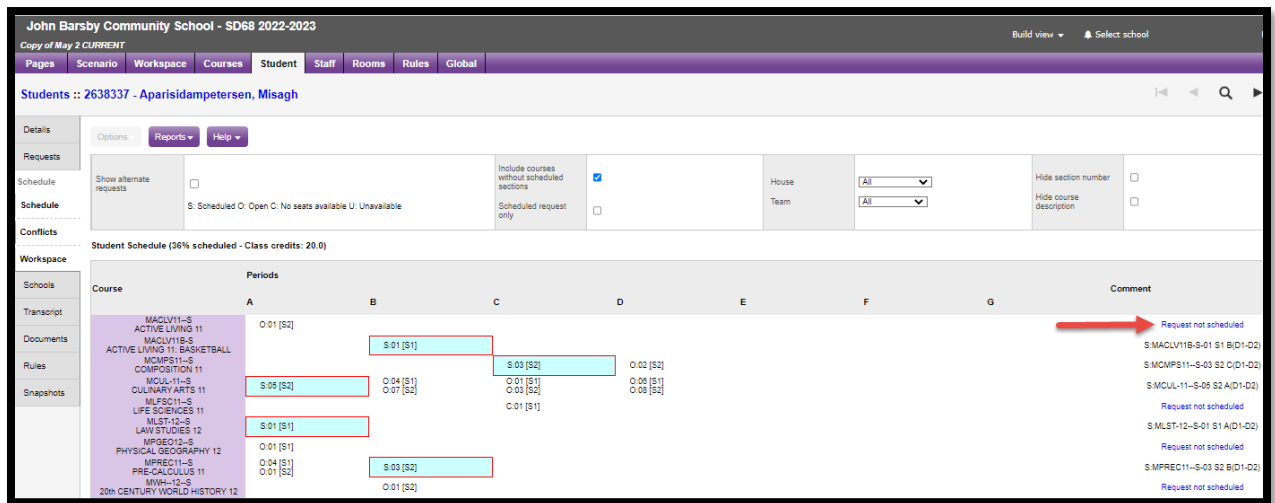 John Barsby Community School - SD68 2022-2023
Copy of May 2 CURRENT
Build view
Select school
Pages Scenario Workspace Courses Student Staff Rooms Rules Global
Students :: 2638337 - Aparisidampetersen, Misagh
Details
Requests
Schedule
Schedule
Conflicts
Workspace
Schools
Transcript
Documents
Rules
Snapshots
Options Reports Help
Show alternate
requests
S: Scheduled O: Open C: No seats available U: Unavailable
Include courses
without scheduled
sections
Scheduled request
only
House All
Team All
Hide section number
Hide course
description
Student Schedule (36% scheduled - Class credits: 20.0)
Course Periods Comment
A B C D E F G
MACLV11--S
ACTIVE LIVING 11
O:01 [S2]
Request not scheduled
MACLV11B-S
ACTIVE LIVING 11: BASKETBALL
S:01 [S1]
S:MACLV11B-S-01 S1 B(D1-D2)
MCMPS11--S
COMPOSITION 11
S:03 [S2] O:02 [S2]
S:MCMPS11--S-03 S2 C(D1-D2)
MCUL-11--S
CULINARY ARTS 11
S:05 [S2] O:04 [S1] O:01 [S1] O:06 [S1]
O:07 [S2] O:03 [S2] O:08 [S2]
S:MCUL-11--S-05 S2 A(D1-D2)
MLFSC11--S
LIFE SCIENCES 11
C:01 [S1]
Request not scheduled
MLST-12--S
LAW STUDIES 12
S:01 [S1]
S:MLST-12--S-01 S1 A(D1-D2)
MPGEO12--S
PHYSICAL GEOGRAPHY 12
O:01 [S1]
Request not scheduled
MPREC11--S
PRE-CALCULUS 11
O:04 [S1]
O:01 [S2]
S:03 [S2]
S:MPREC11--S-03 S2 B(D1-D2)
MWH--12--S
20th CENTURY WORLD HISTORY 12
O:01 [S2]
Request not scheduled